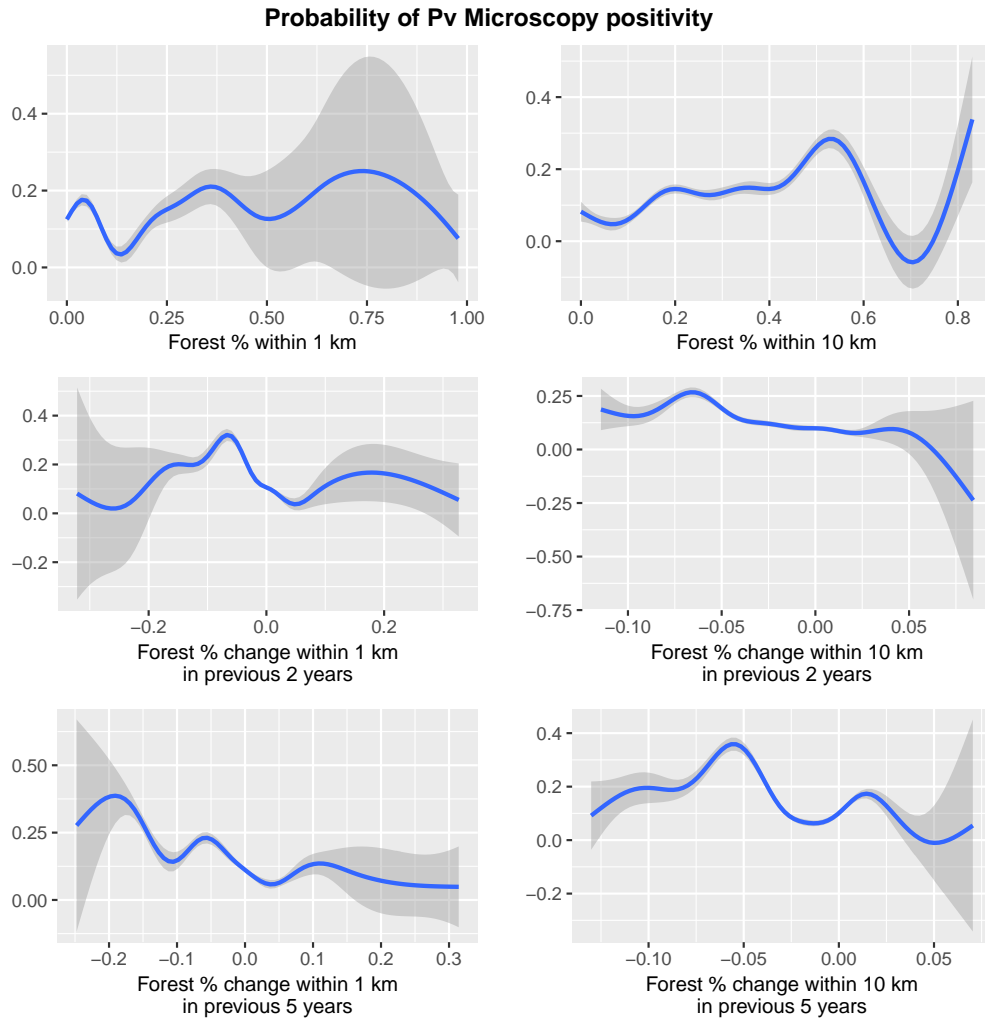 Probability of Pv Microscopy positivity
0.4
0.2
0.0
0.00 0.25 0.50 0.75 1.00
Forest % within 1 km
0.4
0.2
0.0
0.0 0.2 0.4 0.6 0.8
Forest % within 10 km
0.4
0.2
0.0
−0.2
−0.2 0.0 0.2
Forest % change within 1 km
in previous 2 years
0.25
0.00
−0.25
−0.50
−0.75
−0.10 −0.05 0.00 0.05
Forest % change within 10 km
in previous 2 years
0.50
0.25
0.00
−0.2 −0.1 0.0 0.1 0.2 0.3
Forest % change within 1 km
in previous 5 years
0.4
0.2
0.0
−0.2
−0.10 −0.05 0.00 0.05
Forest % change within 10 km
in previous 5 years